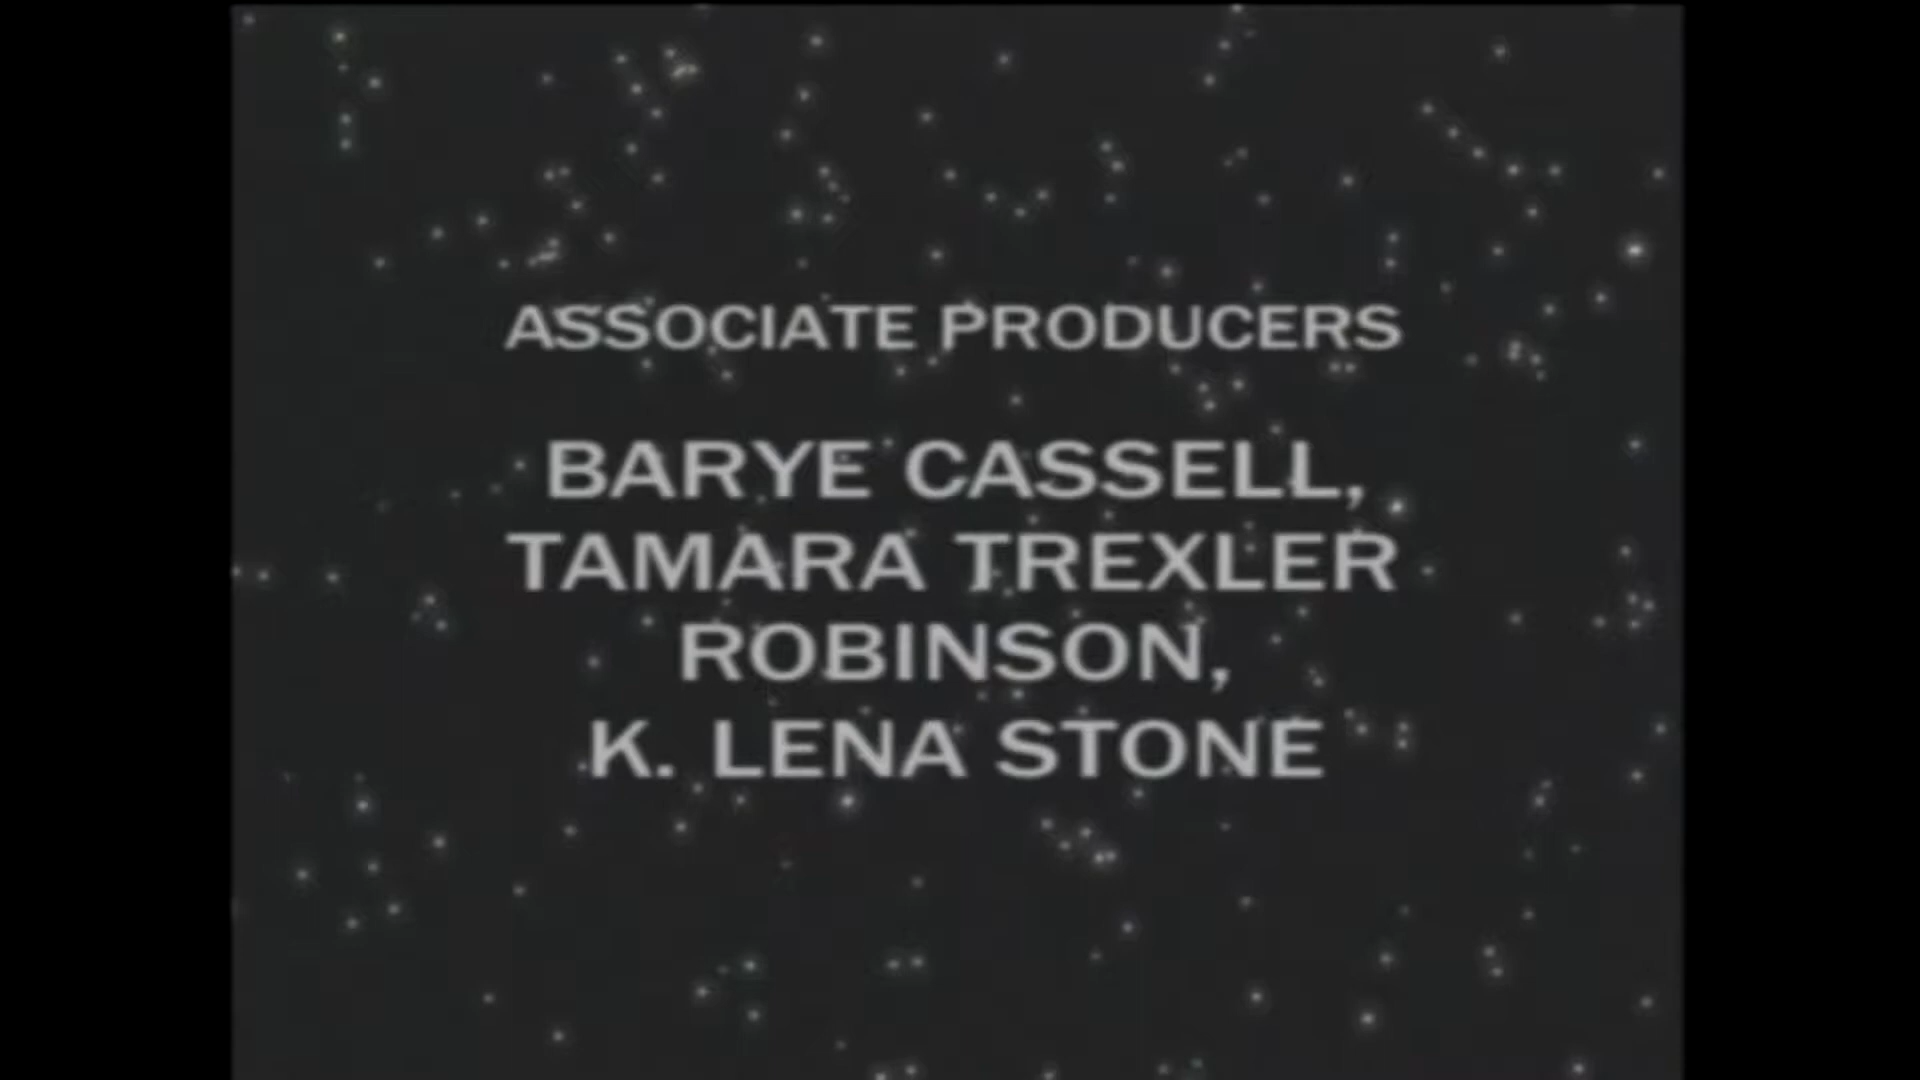 ASSOCIATE PRODUCERS
BARYE CASSELL,
TAMARA TREXLER
ROBINSON,
K. LENA STONE